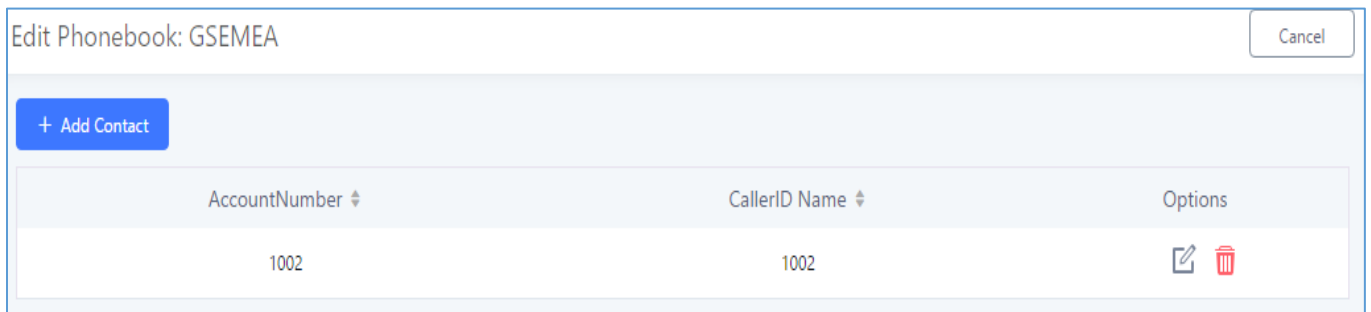 Edit Phonebook: GSEMEA
Cancel
+ Add Contact
AccountNumber CallerID Name Options
1002 1002